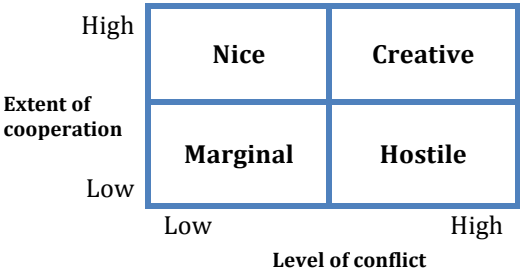 High
Nice
Creative
Extent of
cooperation
Marginal
Hostile
Low
Low
High
Level of conflict